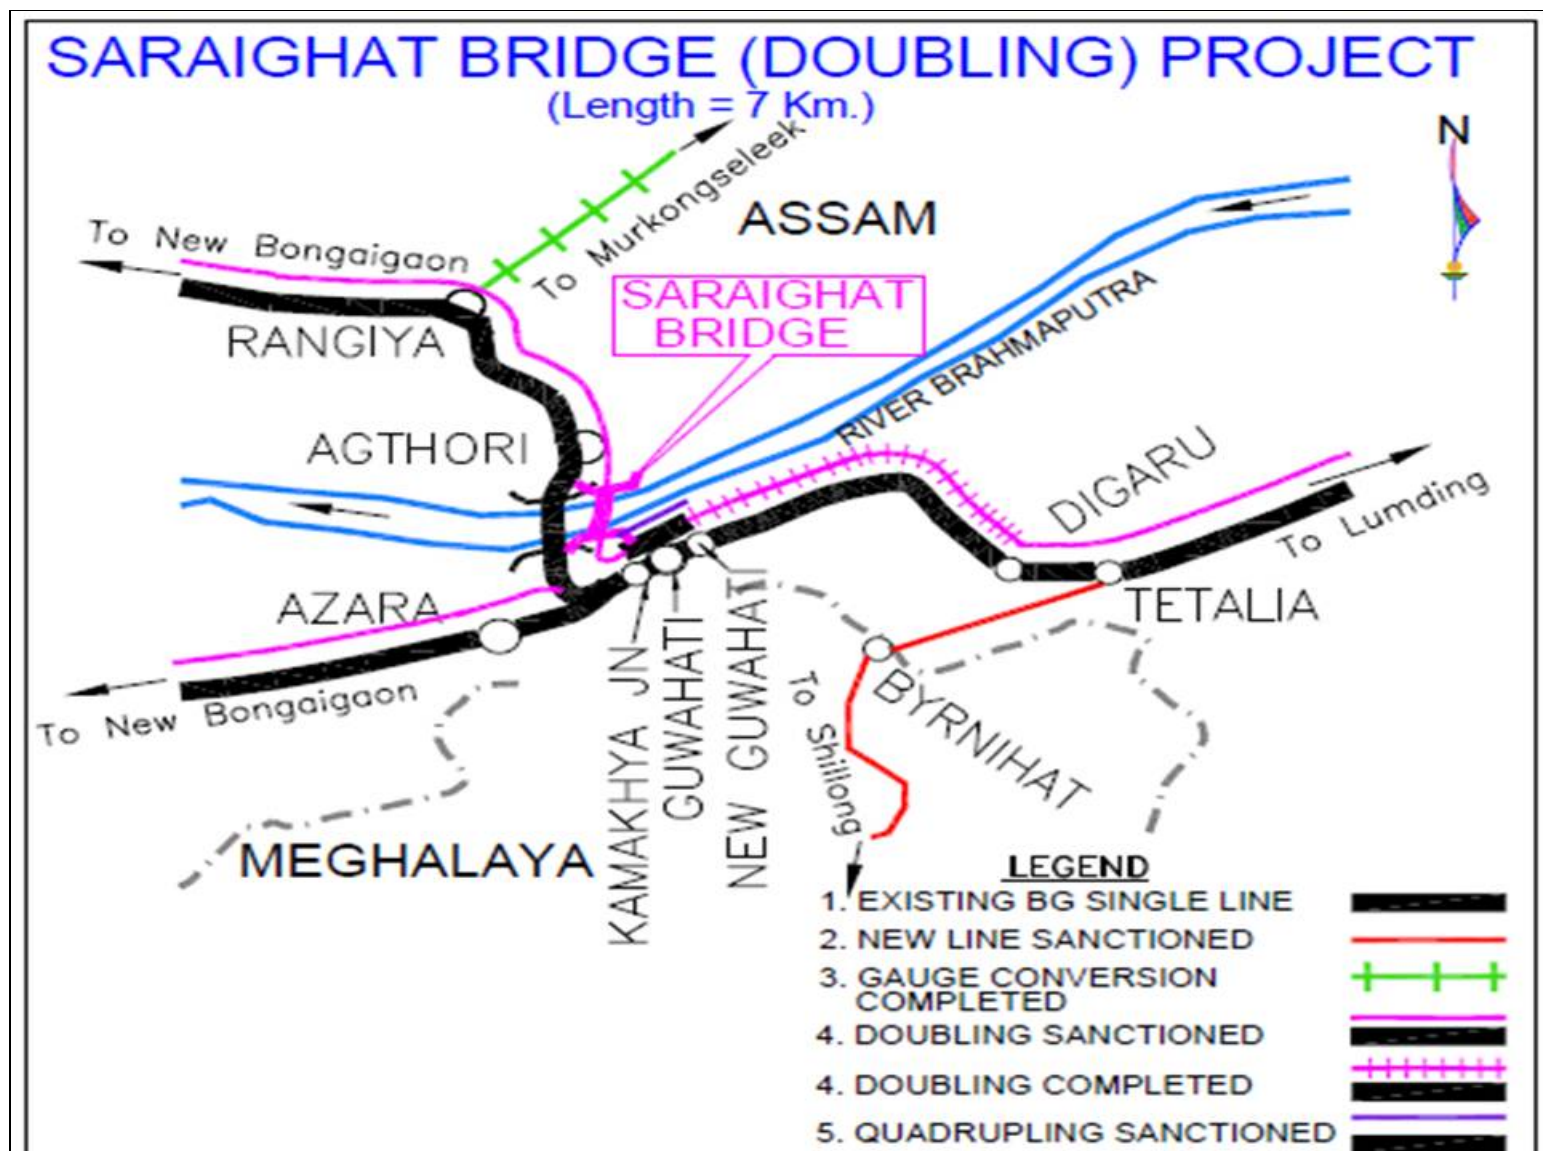 SARAIGHAT BRIDGE (DOUBLING) PROJECT
(Length = 7 Km.)
N
To Murkongseleek
ASSAM
To New Bongaigaon
SARAIGHAT
BRIDGE
RANGIYA
RIVER BRAHMAPUTRA
AGTHORI
DIGARU
To Lumding
AZARA
TETALIA
To New Bongaigaon
KAMAKHYA JN
GUWAHATI
NEW GUWAHATI
To Shillong
BYRNIHAT
MEGHALAYA
LEGEND
1. EXISTING BG SINGLE LINE
2. NEW LINE SANCTIONED
3. GAUGE CONVERSION
COMPLETED
4. DOUBLING SANCTIONED
4. DOUBLING COMPLETED
5. QUADRUPLING SANCTIONED